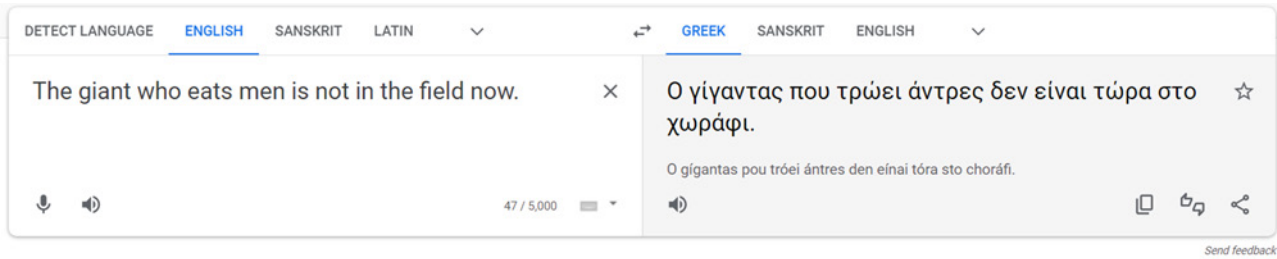 DETECT LANGUAGE ENGLISH SANSKRIT LATIN
GREEK SANSKRIT ENGLISH
The giant who eats men is not in the field now.
47 / 5,000
Ο γίγαντας που τρώει άντρες δεν είναι τώρα στο
χωράφι.
O gígantas pou tróei ántres den eínai tóra sto choráfi.
Send feedback